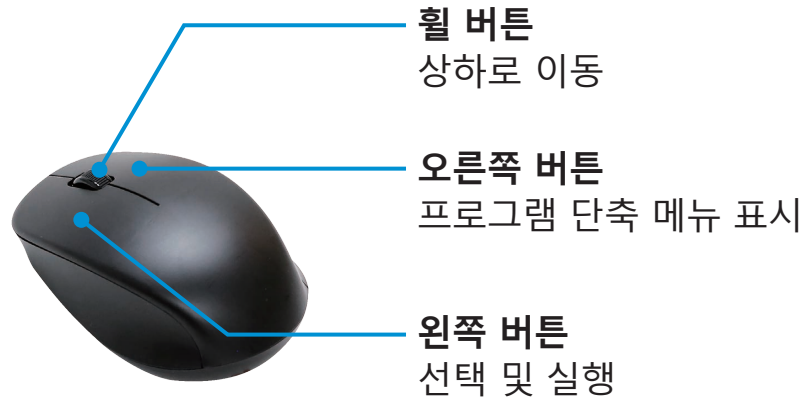 휠 버튼
상하로 이동
오른쪽 버튼
프로그램 단축 메뉴 표시
왼쪽 버튼
선택 및 실행